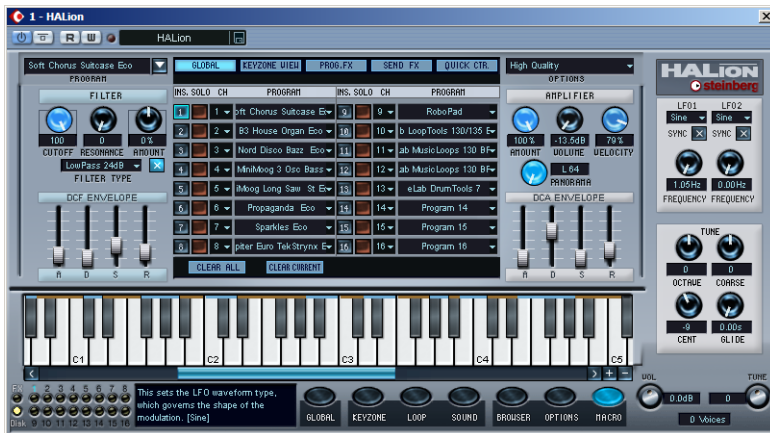 1 - HALion
R W HALion
Soft Chorus Suitcase Eco
PROGRAM
GLOBAL KEYZONE VIEW PROG.FX SEND FX QUICK CTR.
High Quality
OPTIONS
HALion
steinberg
FILTER
100 0 0%
CUTOFF RESONANCE AMOUNT
LowPass 24dB
FILTER TYPE
DCF ENVELOPE
A D S R
INS. SOLO CH PROGRAM INS. SOLO CH PROGRAM
1 1 oft Chorus Suitcase E 9 9 RoboPad
2 2 B3 House Organ Eco 10 10 b LoopTools 130/135 E
3 3 Nord Disco Bazz Eco 11 11 ab MusicLoops 130 BF
4 4 MiniMoog 3 Osc Bass 12 12 ab MusicLoops 130 BF
5 5 iMoog Long Saw St E 13 13 eLab DrumTools 7
6 6 Propaganda Eco 14 14 Program 14
7 7 Sparkles Eco 15 15 Program 15
8 8 piter Euro TekStrynx E 16 16 Program 16
CLEAR ALL CLEAR CURRENT
AMPLIFIER
100% -13.5dB 79%
AMOUNT VOLUME VELOCITY
L 64
PANORAMA
DCA ENVELOPE
A D S R
LFO1 LFO2
Sine Sine
SYNC SYNC
1.05Hz 0.00Hz
FREQUENCY FREQUENCY
TUNE
0 0
OCTAVE COARSE
-9 0.00s
CENT GLIDE
C1 C2 C3 C4 C5
FX 1 2 3 4 5 6 7 8
Disk 9 10 11 12 13 14 15 16
This sets the LFO waveform type,
which governs the shape of the
modulation. [Sine]
GLOBAL KEYZONE LOOP SOUND BROWSER OPTIONS MACRO
VOL TUNE
0.0dB 0
0 Voices